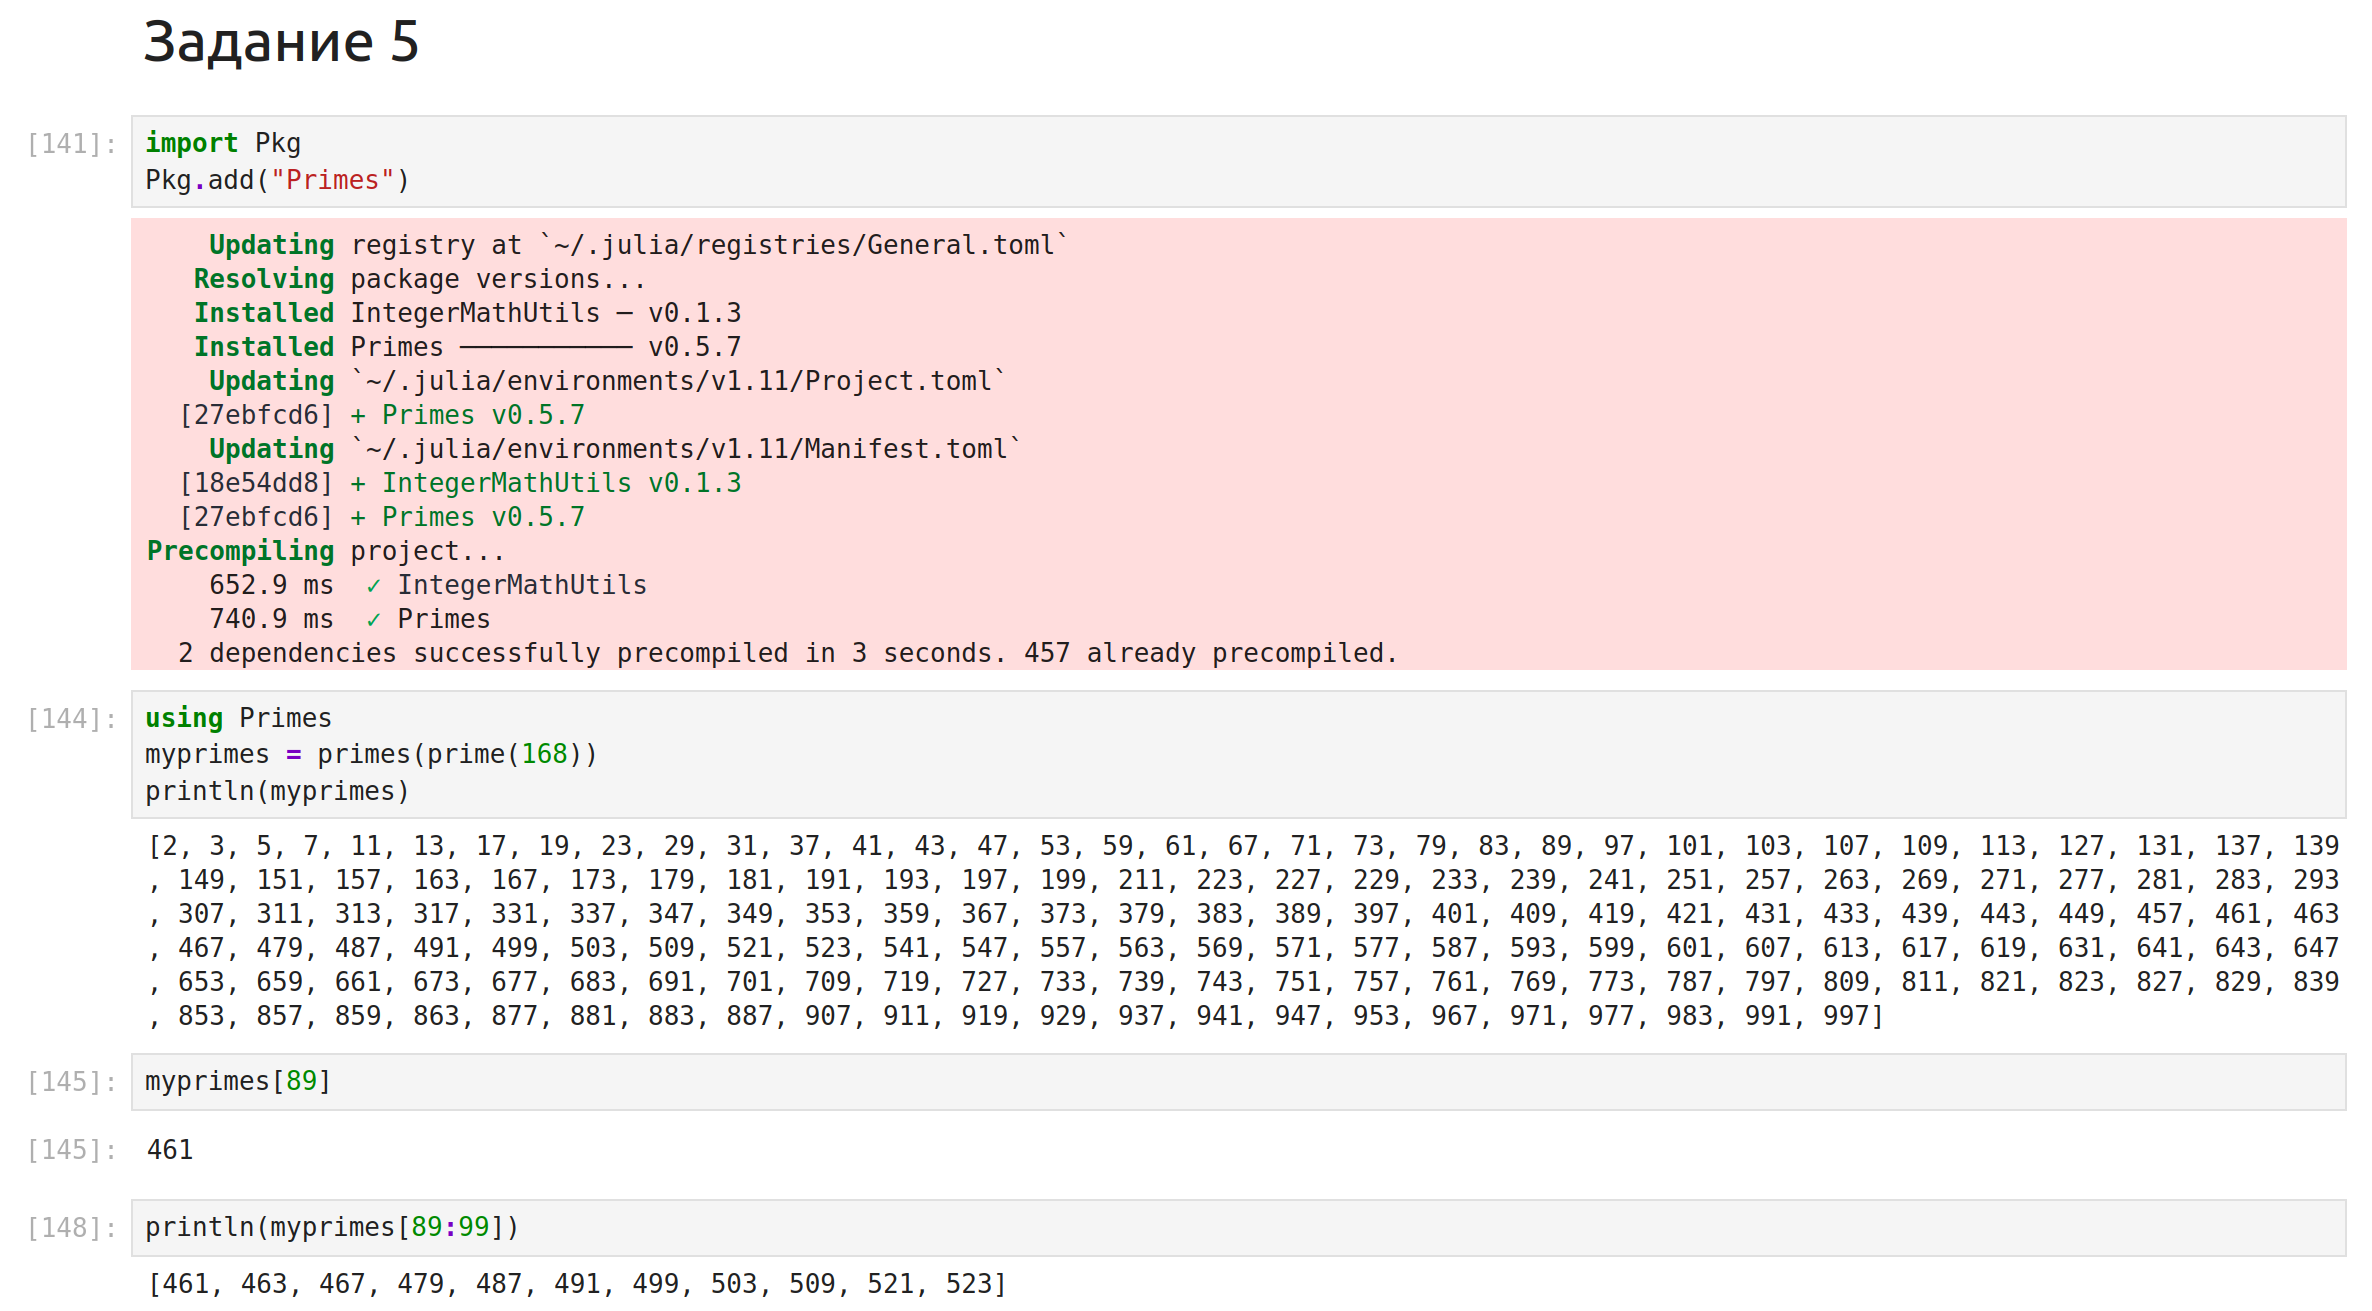 Задание 5
[141]: import Pkg
Pkg.add("Primes")
Updating registry at `~/.julia/registries/General.toml`
Resolving package versions...
Installed IntegerMathUtils ─ v0.1.3
Installed Primes ─────────── v0.5.7
Updating `~/.julia/environments/v1.11/Project.toml`
[27ebfcd6] + Primes v0.5.7
Updating `~/.julia/environments/v1.11/Manifest.toml`
[18e54dd8] + IntegerMathUtils v0.1.3
[27ebfcd6] + Primes v0.5.7
Precompiling project...
652.9 ms ✓ IntegerMathUtils
740.9 ms ✓ Primes
2 dependencies successfully precompiled in 3 seconds. 457 already precompiled.
[144]: using Primes
myprimes = primes(prime(168))
println(myprimes)
[2, 3, 5, 7, 11, 13, 17, 19, 23, 29, 31, 37, 41, 43, 47, 53, 59, 61, 67, 71, 73, 79, 83, 89, 97, 101, 103, 107, 109, 113, 127, 131, 137, 139
, 149, 151, 157, 163, 167, 173, 179, 181, 191, 193, 197, 199, 211, 223, 227, 229, 233, 239, 241, 251, 257, 263, 269, 271, 277, 281, 283, 293
, 307, 311, 313, 317, 331, 337, 347, 349, 353, 359, 367, 373, 379, 383, 389, 397, 401, 409, 419, 421, 431, 433, 439, 443, 449, 457, 461, 463
, 467, 479, 487, 491, 499, 503, 509, 521, 523, 541, 547, 557, 563, 569, 571, 577, 587, 593, 599, 601, 607, 613, 617, 619, 631, 641, 643, 647
, 653, 659, 661, 673, 677, 683, 691, 701, 709, 719, 727, 733, 739, 743, 751, 757, 761, 769, 773, 787, 797, 809, 811, 821, 823, 827, 829, 839
, 853, 857, 859, 863, 877, 881, 883, 887, 907, 911, 919, 929, 937, 941, 947, 953, 967, 971, 977, 983, 991, 997]
[145]: myprimes[89]
[145]: 461
[148]: println(myprimes[89:99])
[461, 463, 467, 479, 487, 491, 499, 503, 509, 521, 523]